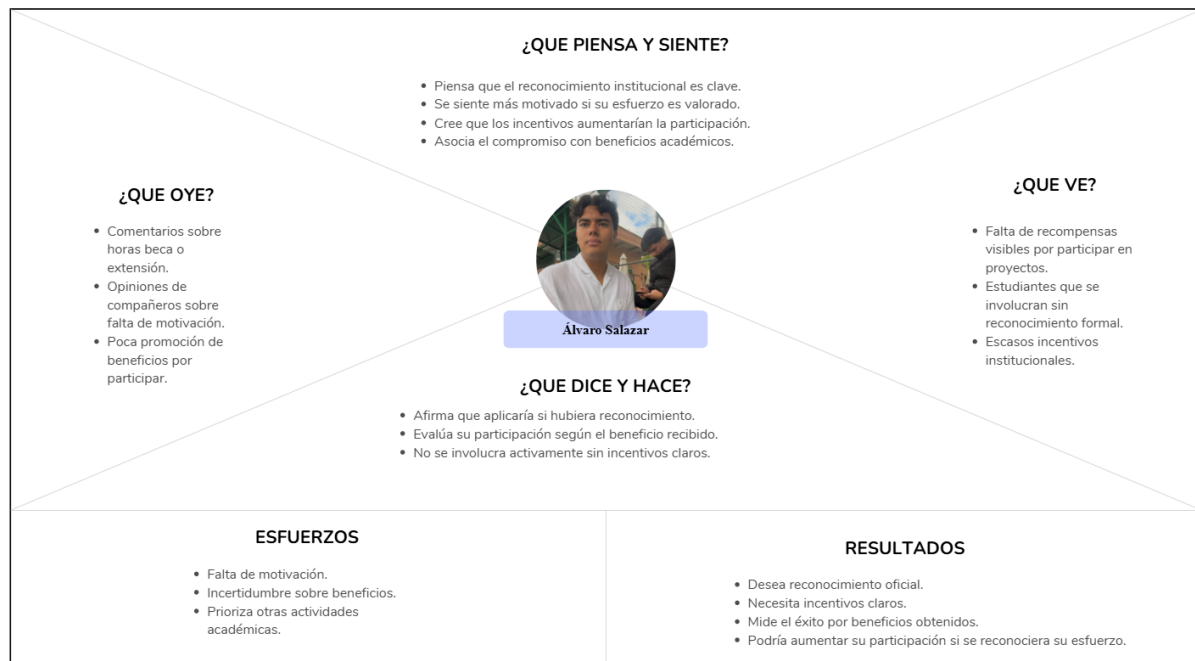 ¿QUE PIENSA Y SIENTE?
Piensa que el reconocimiento institucional es clave.
Se siente más motivado si su esfuerzo es valorado.
Cree que los incentivos aumentarían la participación.
Asocia el compromiso con beneficios académicos.
¿QUE OYE?
Comentarios sobre
horas beca o
extensión.
Opiniones de
compañeros sobre
falta de motivación.
Poca promoción de
beneficios por
participar.
¿QUE VE?
Falta de recompensas
visibles por participar en
proyectos.
Estudiantes que se
involucran sin
reconocimiento formal.
Escasos incentivos
institucionales.
Álvaro Salazar
¿QUE DICE Y HACE?
Afirma que aplicaría si hubiera reconocimiento.
Evalúa su participación según el beneficio recibido.
No se involucra activamente sin incentivos claros.
ESFUERZOS
Falta de motivación.
Incertidumbre sobre beneficios.
Prioriza otras actividades
académicas.
RESULTADOS
Desea reconocimiento oficial.
Necesita incentivos claros.
Mide el éxito por beneficios obtenidos.
Podría aumentar su participación si se reconociera su esfuerzo.